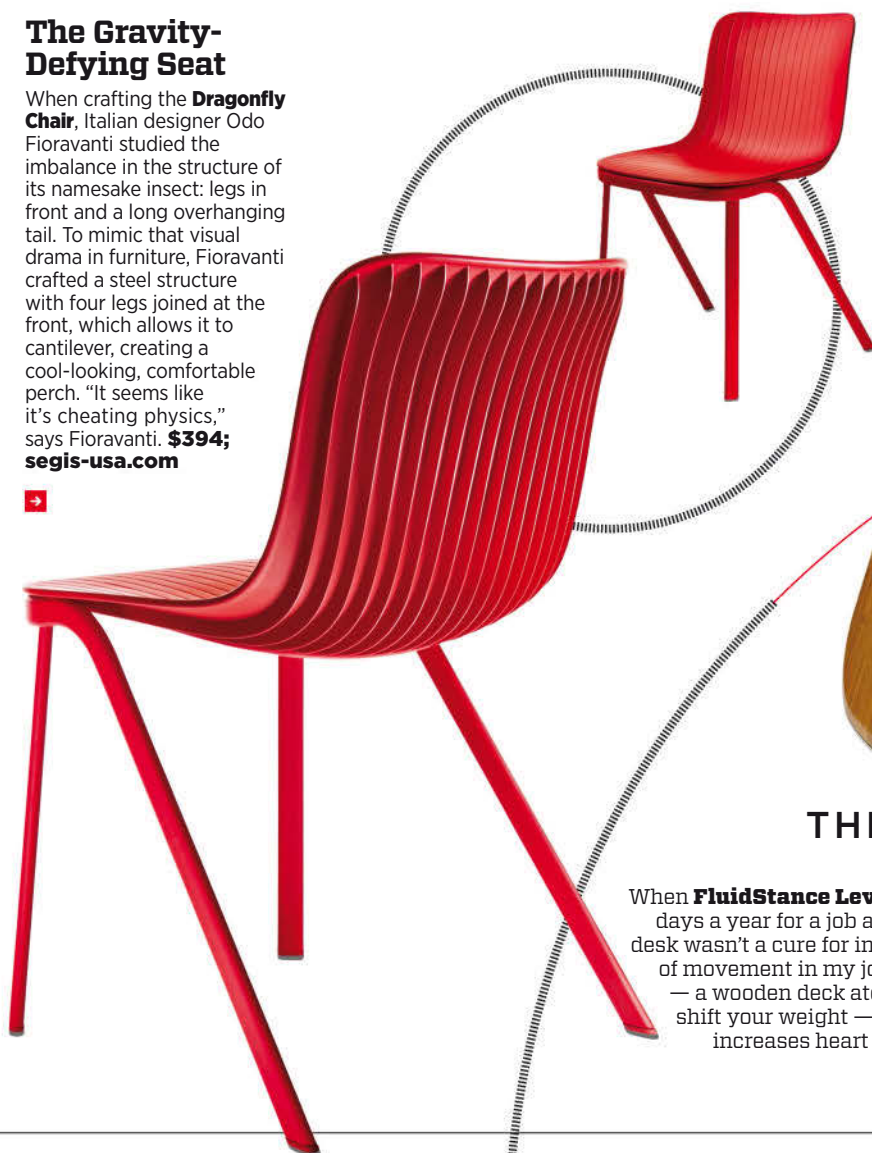 The Gravity-
Defying Seat
When crafting the Dragonfly
Chair, Italian designer Odo
Fioravanti studied the
imbalance in the structure of
its namesake insect: legs in
front and a long overhanging
tail. To mimic that visual
drama in furniture, Fioravanti
crafted a steel structure
with four legs joined at the
front, which allows it to
cantilever, creating a
cool-looking, comfortable
perch. “It seems like
it’s cheating physics,”
says Fioravanti. $394;
segis-usa.com
When FluidStance
days a year for a job
desk wasn’t a cure for
of movement in my
— a wooden deck
shift your weight —
increases heart